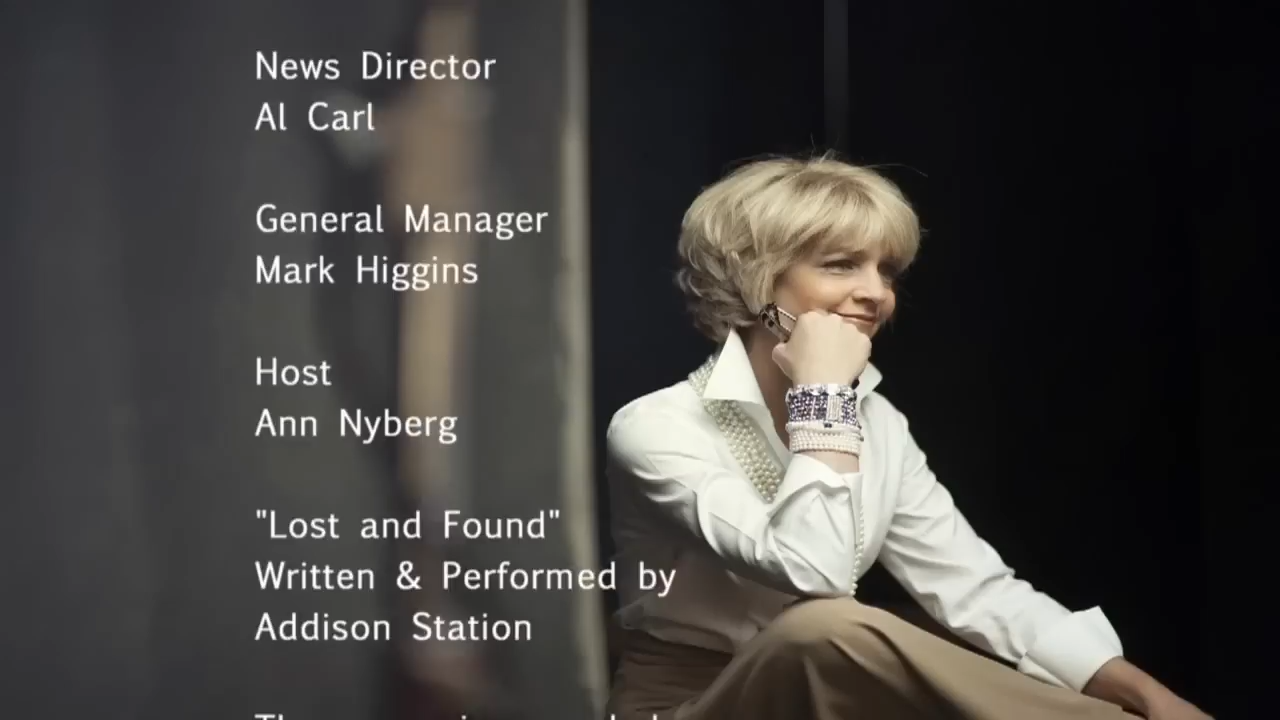 News Director
Al Carl
General Manager
Mark Higgins
Host
Ann Nyberg
"Lost and Found"
Written & Performed by
Addison Station